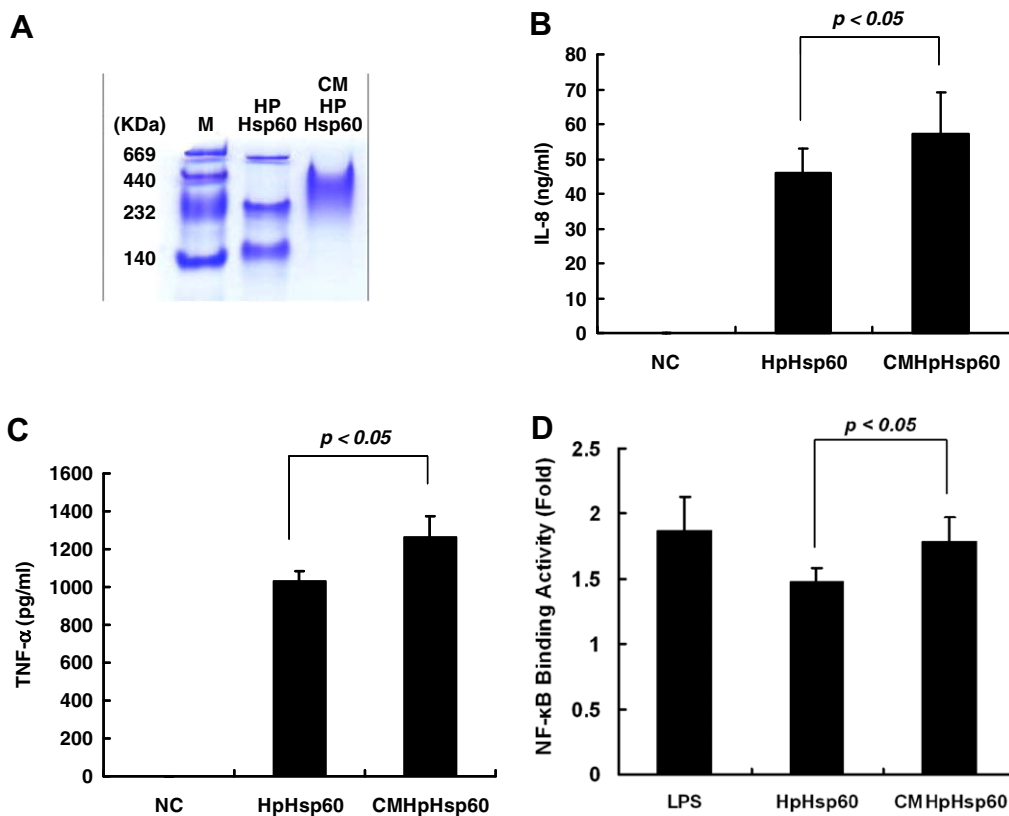 A
CM
HP HP
(KDa) M Hsp60 Hsp60
669
440
232
140
B
p < 0.05
80
70
60
50
40
30
20
10
0
IL-8 (ng/ml)
NC HpHsp60 CMHpHsp60
C
p < 0.05
1600
1400
1200
1000
800
600
400
200
0
TNF-α (pg/ml)
NC HpHsp60 CMHpHsp60
D
p < 0.05
2.5
2
1.5
1
0.5
0
NF-κB Binding Activity (Fold)
LPS HpHsp60 CMHpHsp60